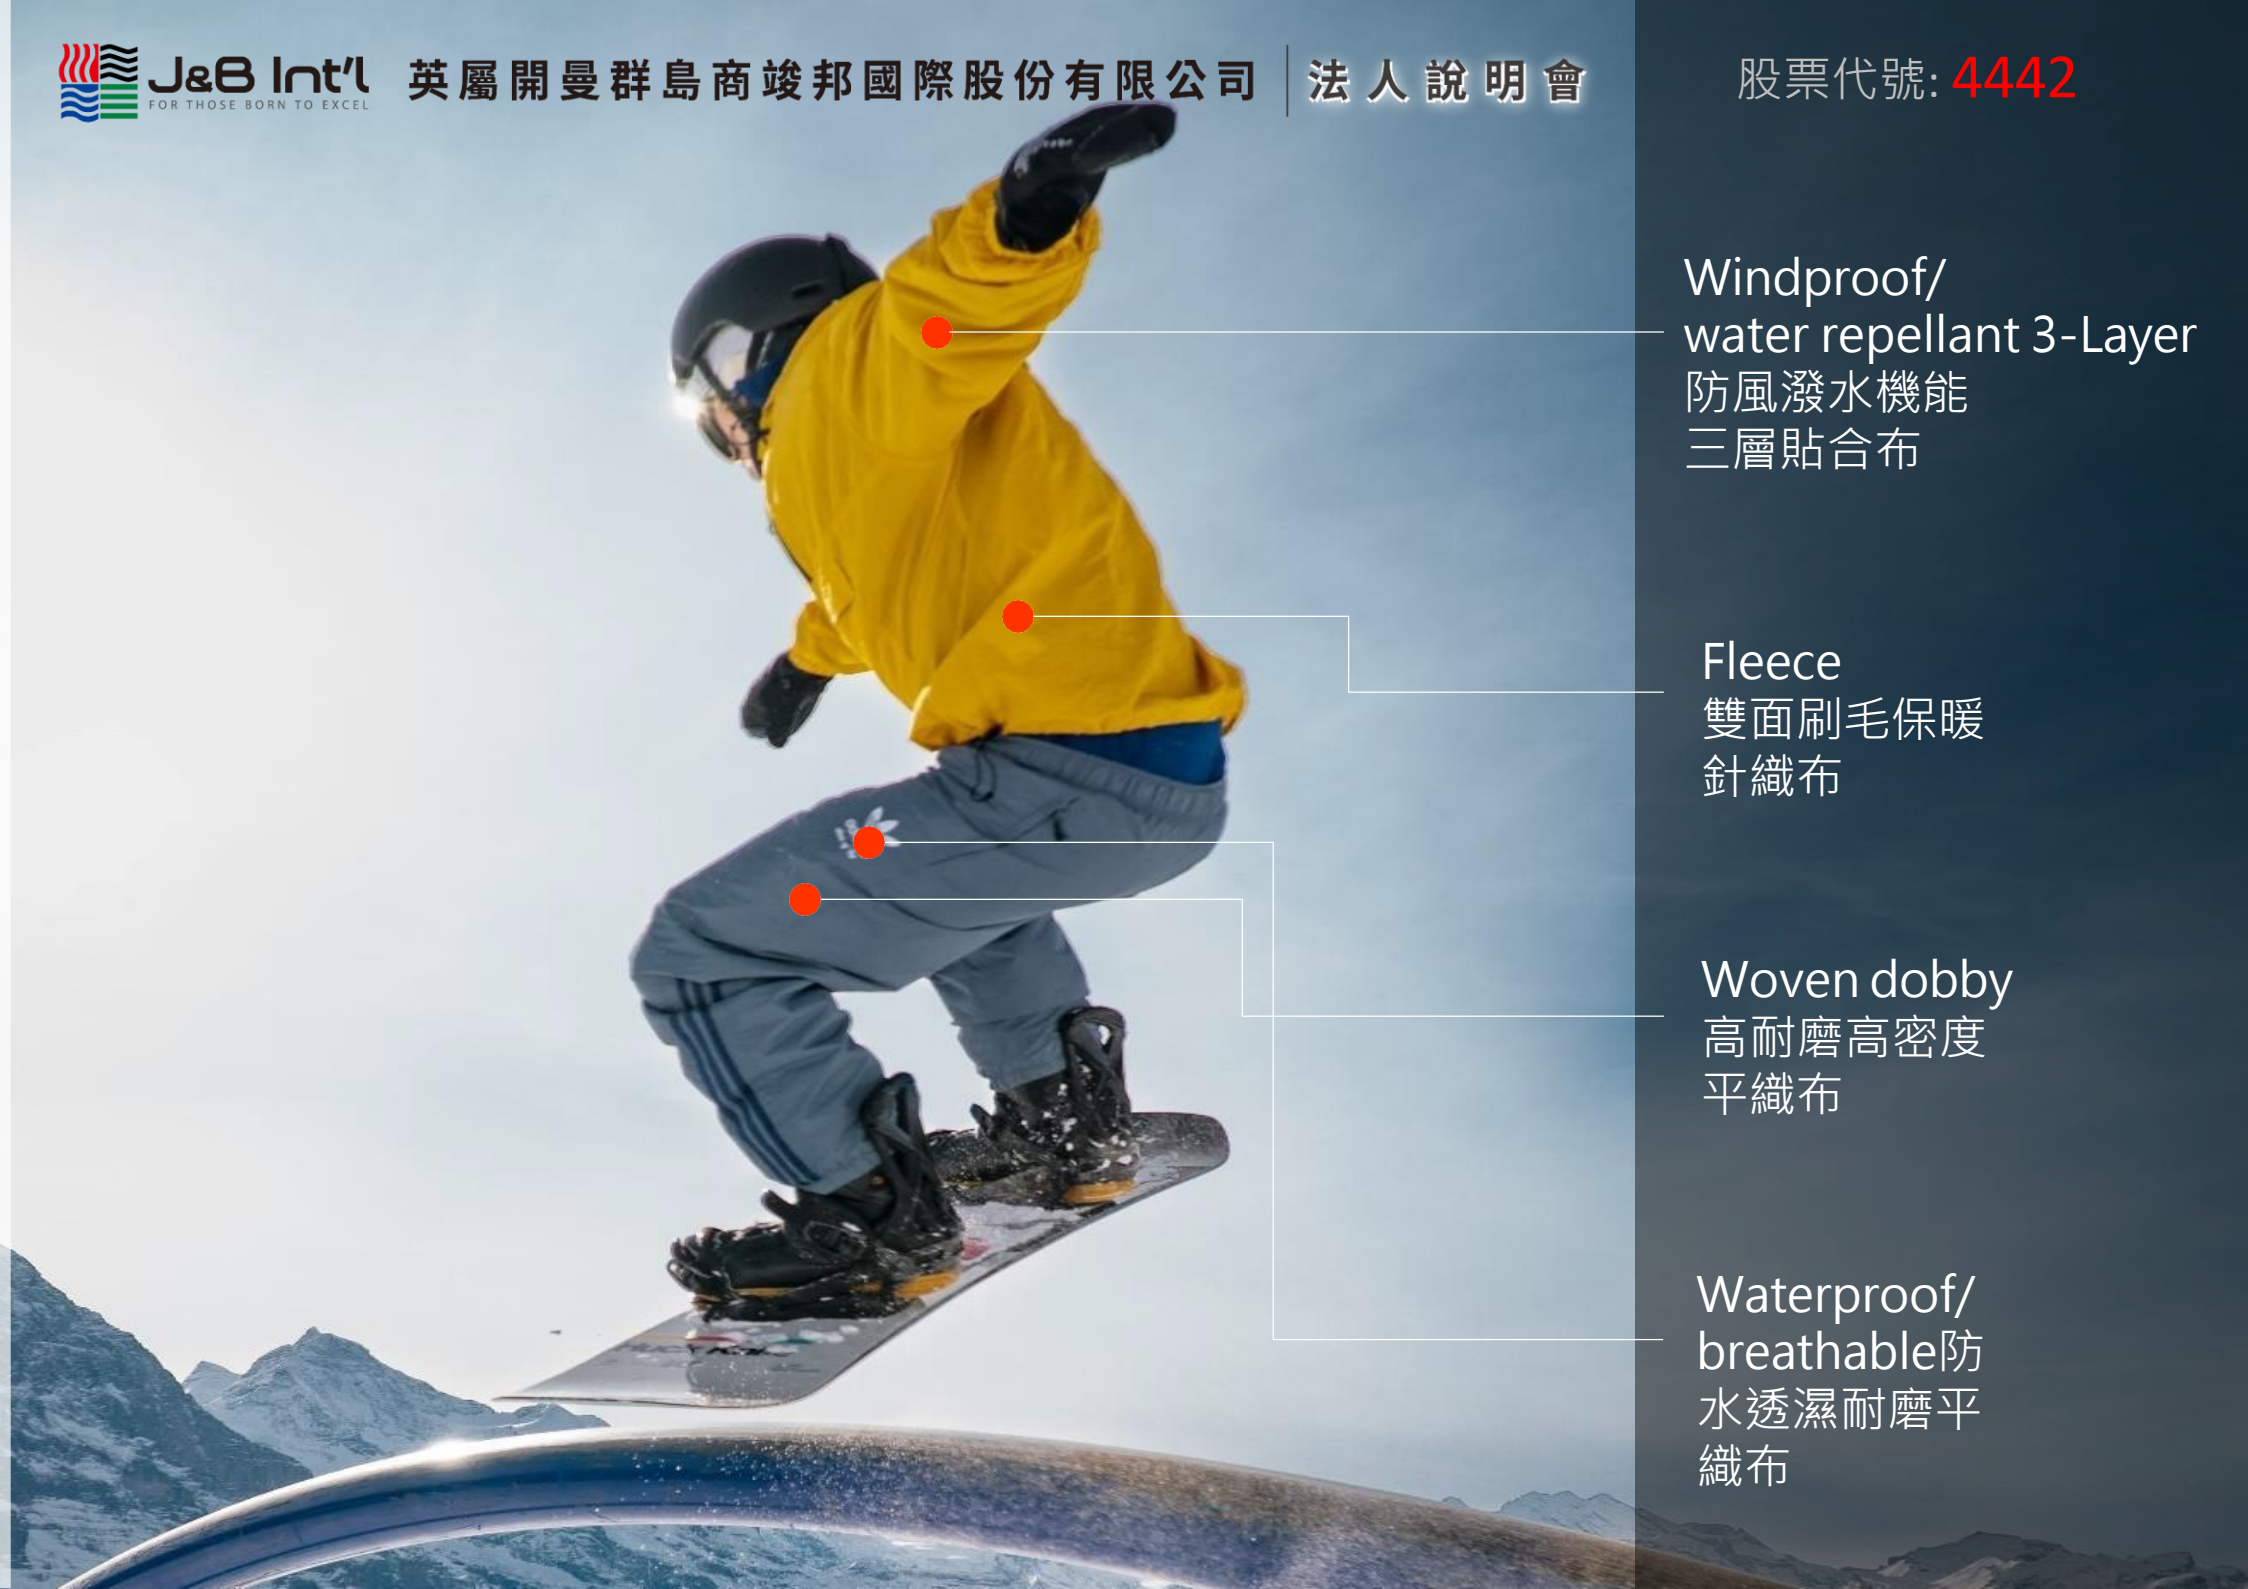 J&B Int'l
FOR THOSE BORN TO EXCEL
英屬開曼群島商竣邦國際股份有限公司
法人說明會
股票代號: 4442
Windproof/
water repellant 3-Layer
防風潑水機能
三層貼合布
Fleece
雙面刷毛保暖
針織布
Woven dobby
高耐磨高密度
平織布
Waterproof/
breathable防
水透濕耐磨平
織布